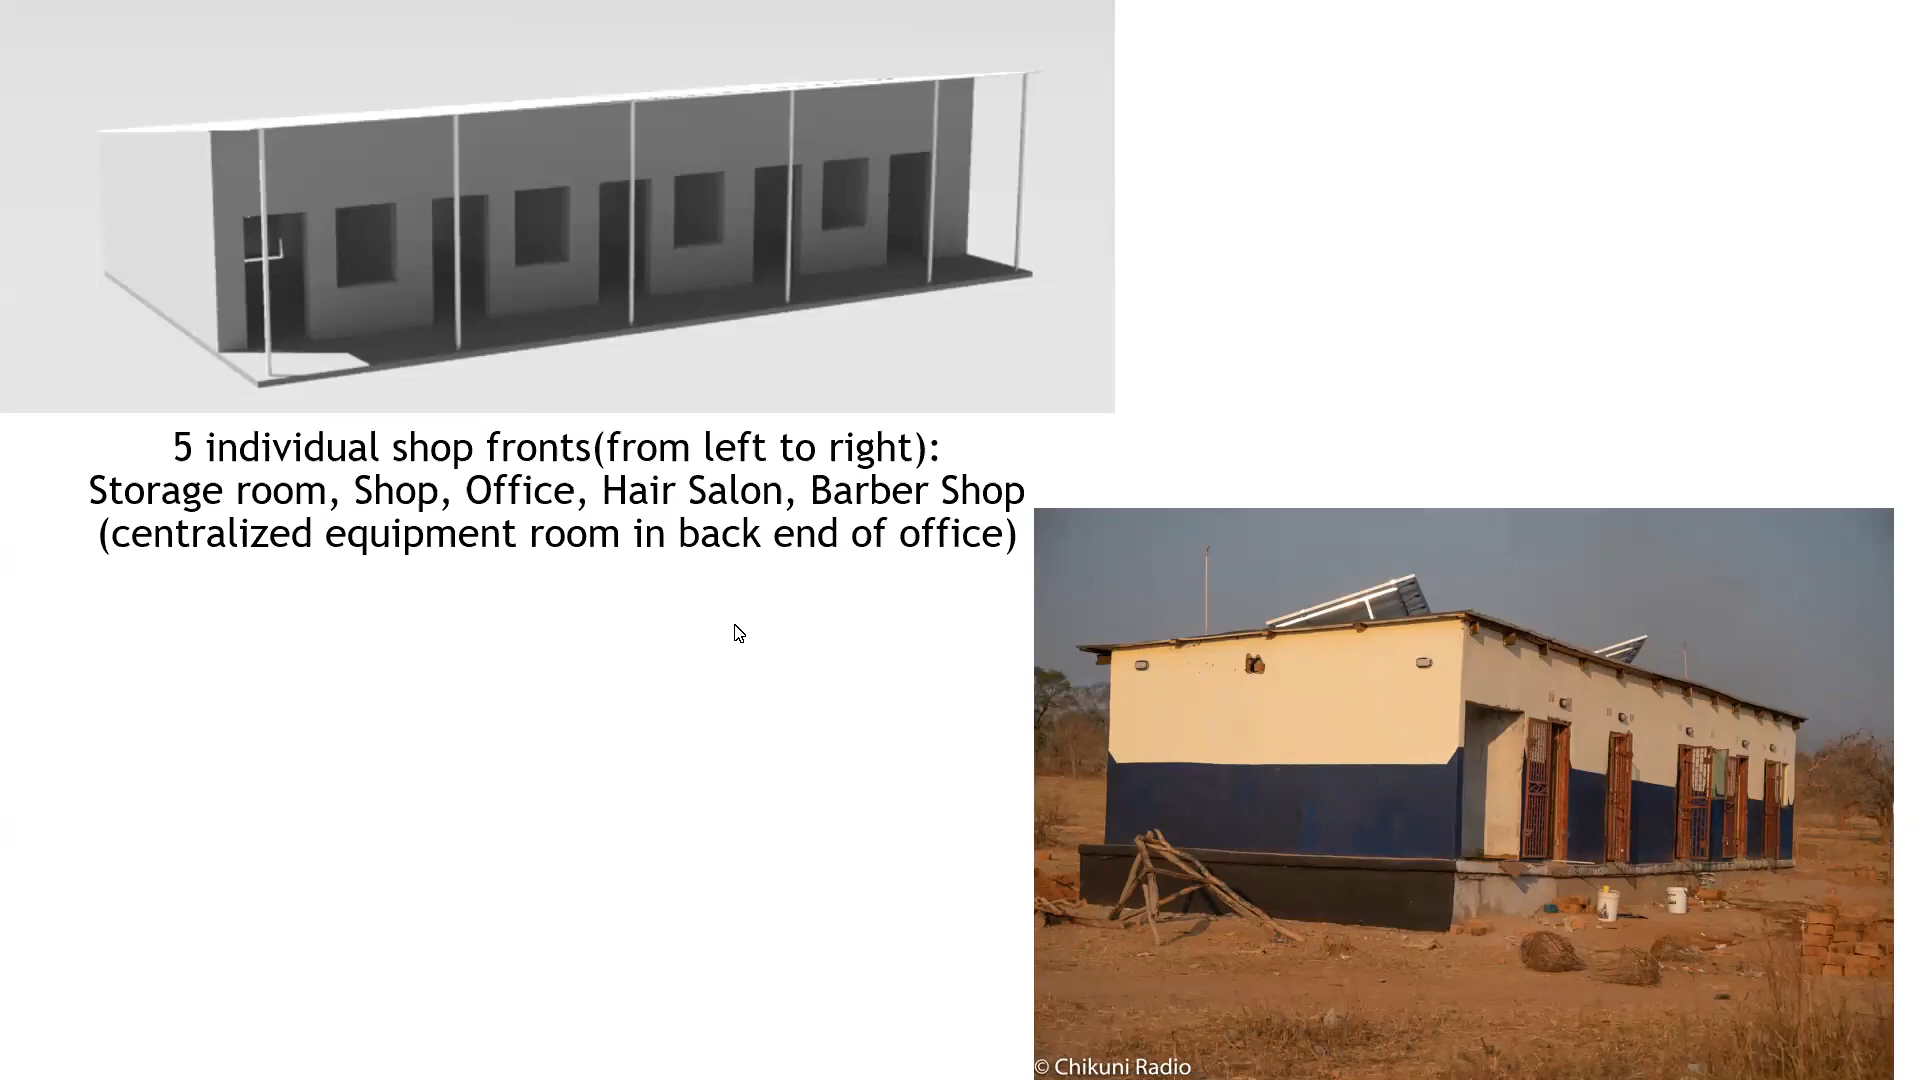 5 individual shop fronts(from left to right):
Storage room, Shop, Office, Hair Salon, Barber Shop
(centralized equipment room in back end of office)
© Chikuni Radio